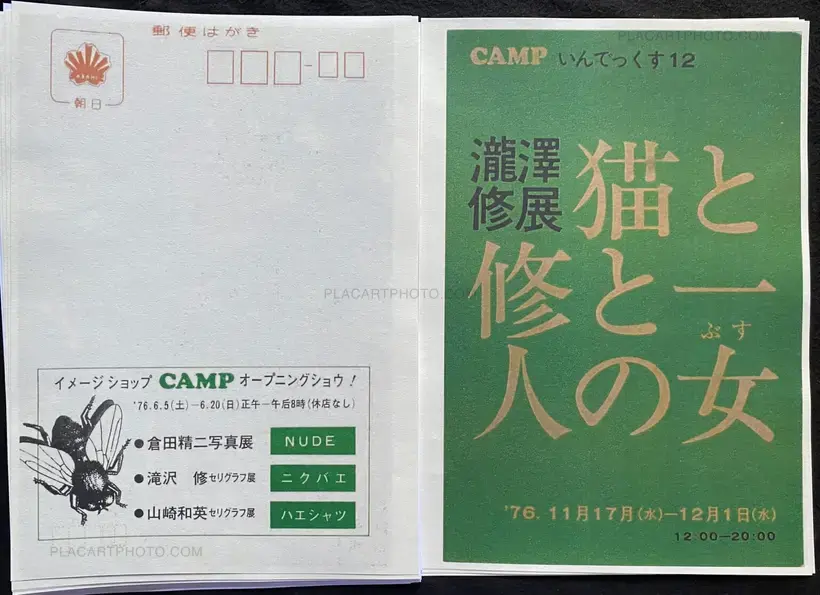 郵便はがき
朝日
イメージショップ CAMP オープニングショウ!
'76.6.5(土)—6.20(日)正午—午后8時(休店なし)
●倉田精二写真展 NUDE
●滝沢 修セリグラフ展 ニクバエ
●山崎和英セリグラフ展 ハエシャツ
PLACARTPHOTO.COM
PLACARTPHOTO.COM
PLACARTPHOTO.COM
CAMP いんでっくす12
瀧澤
修展
猫と
修と一
ぶす
人の女
'76. 11月17月(水)—12月1日(水)
12:00—20:00